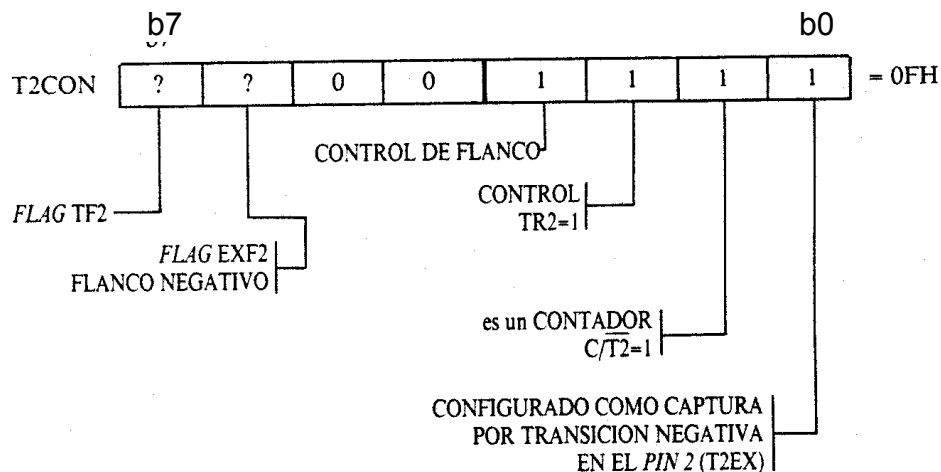 b7 b0
T2CON ? ? 0 0 1 1 1 1 = 0FH
CONTROL DE FLANCO
CONTROL
TR2=1
FLAG TF2
FLAG EXF2
FLANCO NEGATIVO
es un CONTADOR
C/T2=1
CONFIGURADO COMO CAPTURA
POR TRANSICION NEGATIVA
EN EL PIN 2 (T2EX)